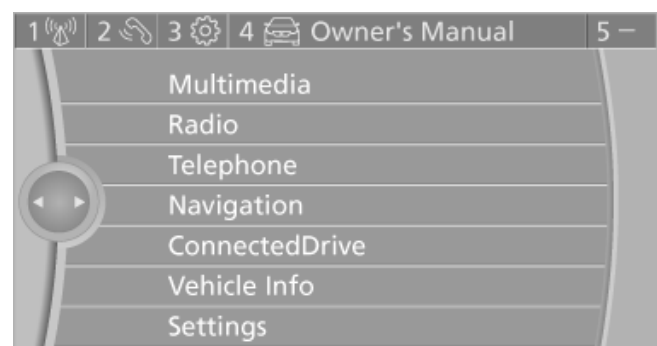 1 2 3 4 Owner's Manual 5 –
Multimedia
Radio
Telephone
Navigation
ConnectedDrive
Vehicle Info
Settings